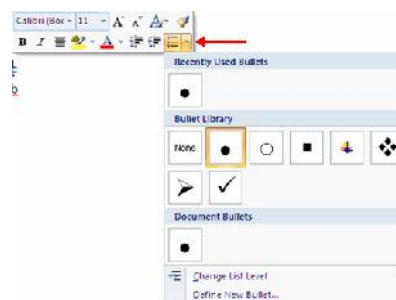 Calibri (Boc 11 A A A
B I A
b
Recently Used Bullets
Bullet Library
None
Document Bullets
Change List Level
Define New Bullet...